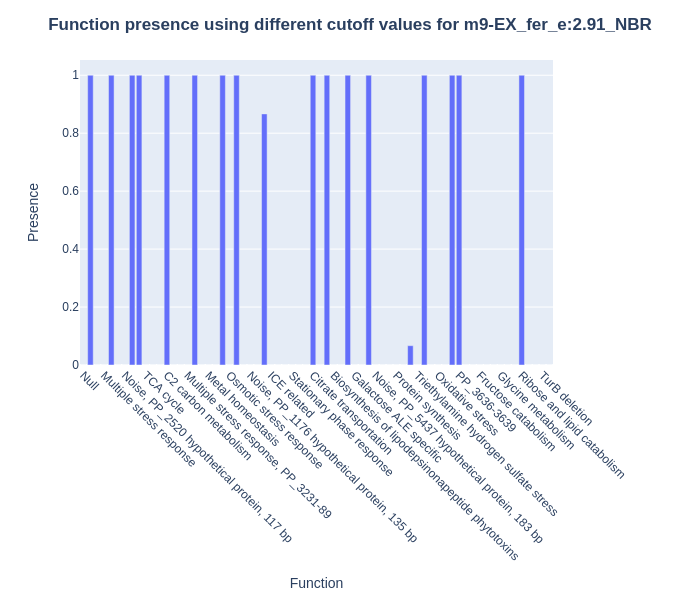 Function presence using different cutoff values for m9-EX_fer_e:2.91_NBR
Presence
1
0.8
0.6
0.4
0.2
0
Null
Multiple stress response
Noise, PP_2520 hypothetical protein, 117 bp
TCA cycle
C2 carbon metabolism
Multiple stress response, PP_3231-89
Metal homeostasis
Osmotic stress response
Noise, PP_1176 hypothetical protein, 135 bp
ICE related
Stationary phase response
Citrate transportation
Biosynthesis of lipodepsinonapeptide phytotoxins
Galactose ALE specific
Noise, PP_5437 hypothetical protein, 183 bp
Protein synthesis
Triethylamine hydrogen sulfate stress
Oxidative stress
PP_3636-3639
Fructose catabolism
Glycine metabolism
Ribose and lipid catabolism
TurB deletion
Function